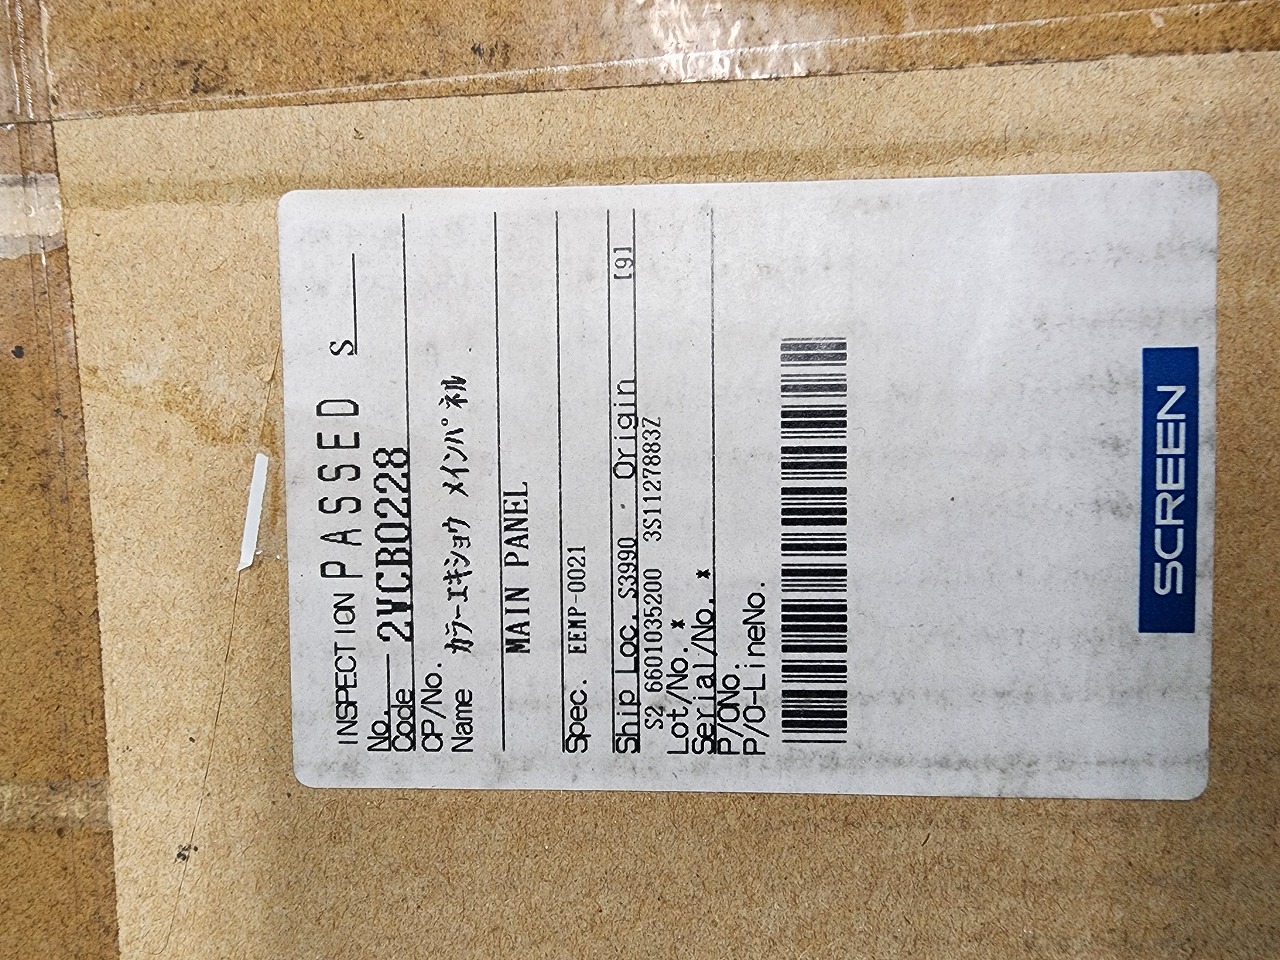 INSPECTION PASSED S
No.
Code 2YCB0228
CP/No.
Name ｶﾗｰｴｷｼｮｳ ﾒｲﾝﾊﾟﾈﾙ
MAIN PANEL
Spec. EEMP-0021
Ship Loc. S3990 · Origin [9]
S2 6601035200 3S1127883Z
Lot/No. *
Serial/No. *
P/ONo.
P/O-LineNo.
SCREEN